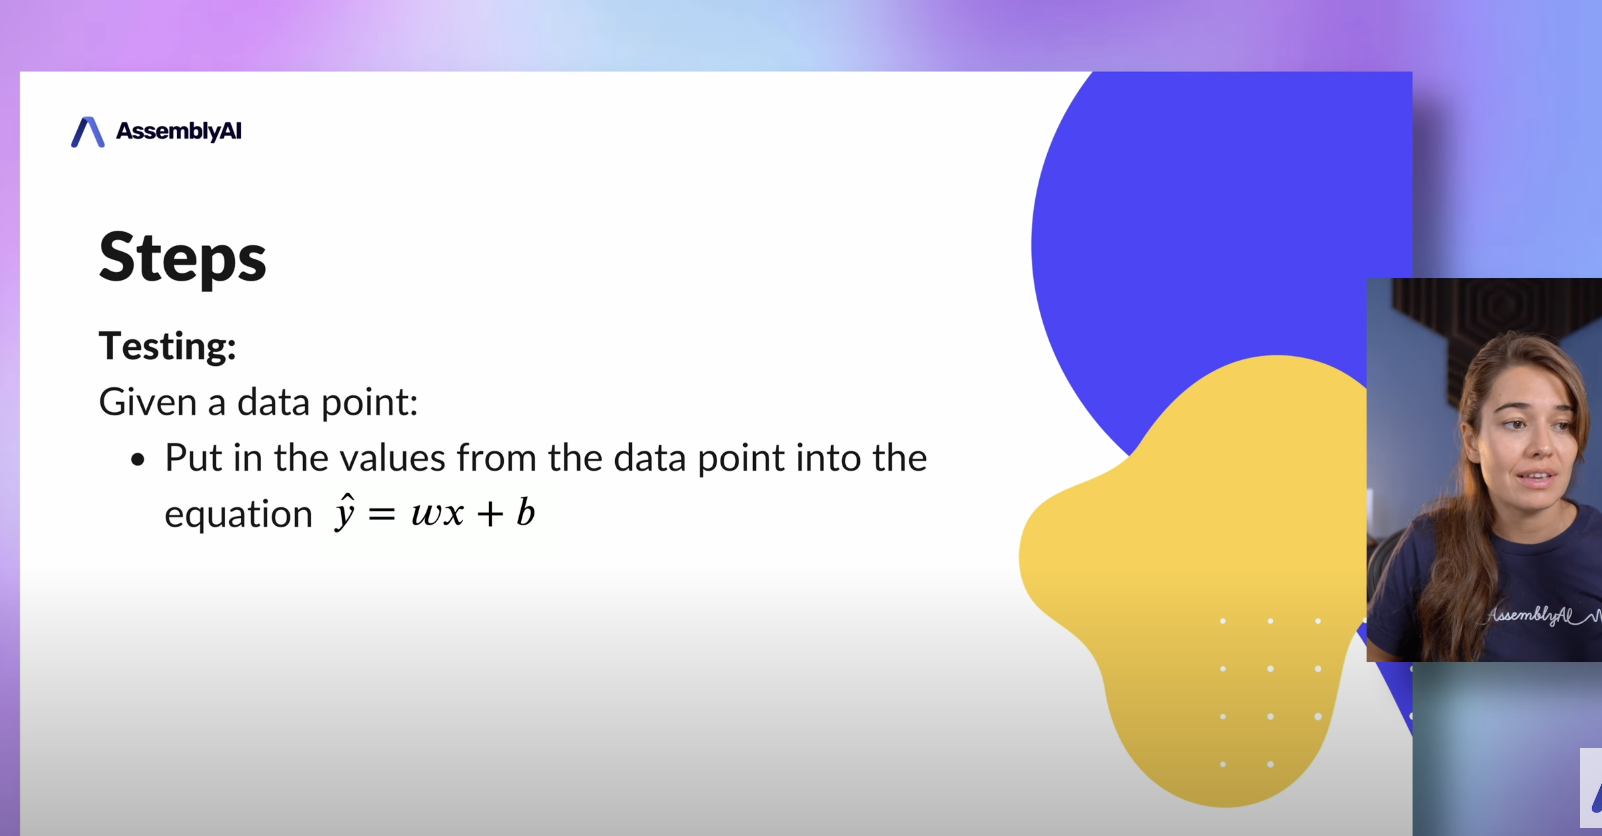 AssemblyAI
Steps
Testing:
Given a data point:
• Put in the values from the data point into the
equation ŷ = wx + b
AssemblyAI